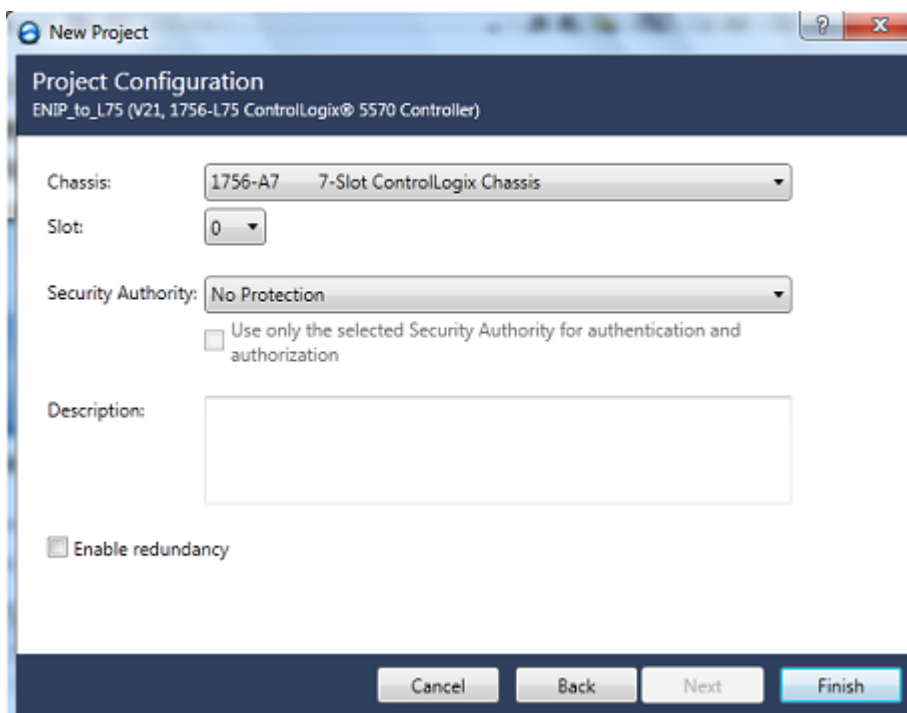 New Project
?
Project Configuration
ENIP_to_L75 (V21, 1756-L75 ControlLogix® 5570 Controller)
Chassis: 1756-A7 7-Slot ControlLogix Chassis
Slot: 0
Security Authority: No Protection
Use only the selected Security Authority for authentication and
authorization
Description:
Enable redundancy
Cancel Back Next Finish